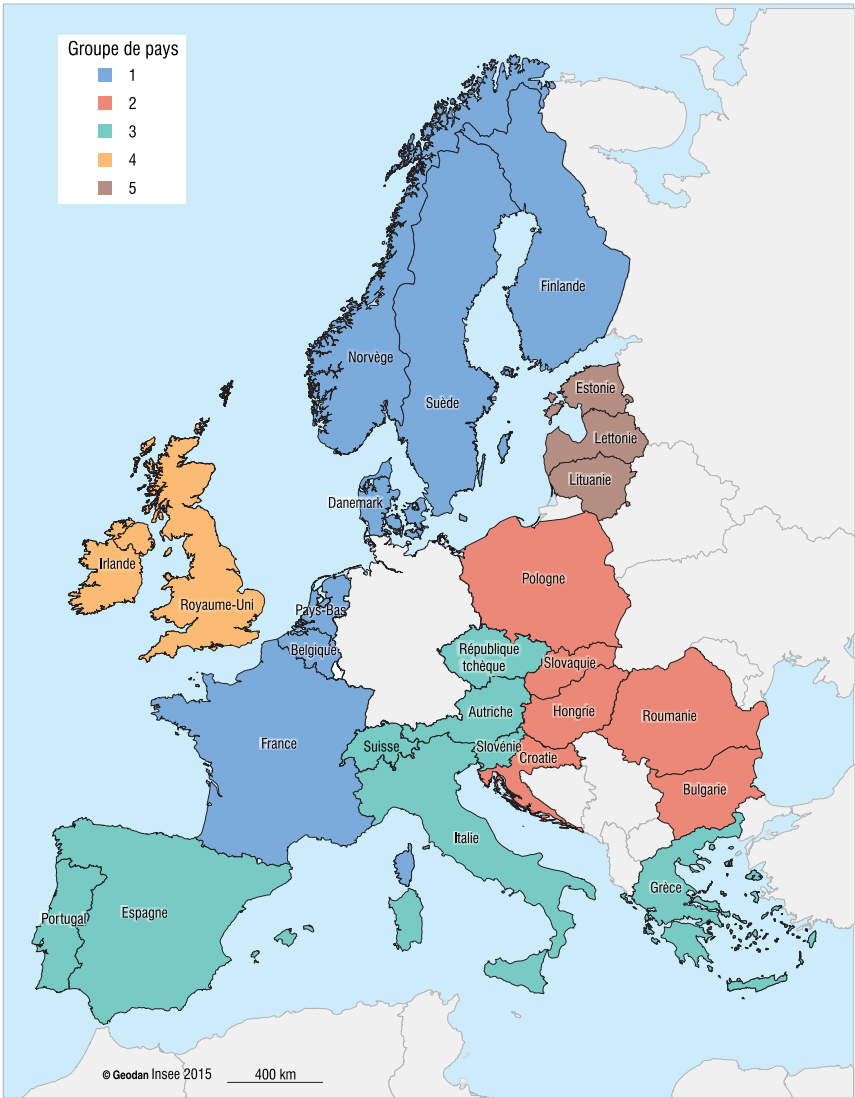 Groupe de pays
1
2
3
4
5
Finlande
Norvège
Suède
Estonie
Lettonie
Lituanie
Danemark
Irlande
Royaume-Uni
Pays-Bas
Belgique
Pologne
République
tchèque
Slovaquie
Autriche
Hongrie
Roumanie
France
Suisse
Slovénie
Croatie
Bulgarie
Italie
Grèce
Portugal
Espagne
© Geodan Insee 2015
400 km